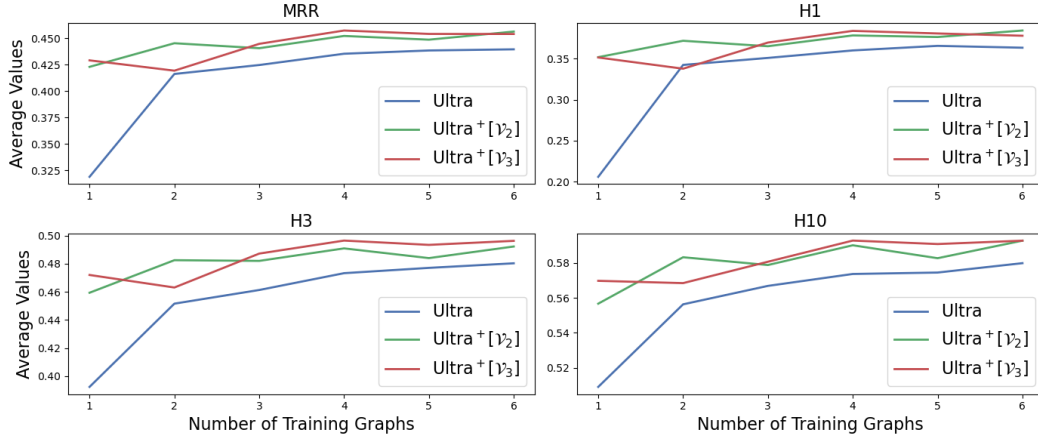 MRR
Average Values
0.450
0.425
0.400
0.375
0.350
0.325
1 2 3 4 5 6
Ultra
Ultra⁺[𝒱₂]
Ultra⁺[𝒱₃]
H1
0.35
0.30
0.25
0.20
1 2 3 4 5 6
Ultra
Ultra⁺[𝒱₂]
Ultra⁺[𝒱₃]
H3
Average Values
0.50
0.48
0.46
0.44
0.42
0.40
1 2 3 4 5 6
Number of Training Graphs
Ultra
Ultra⁺[𝒱₂]
Ultra⁺[𝒱₃]
H10
0.58
0.56
0.54
0.52
1 2 3 4 5 6
Number of Training Graphs
Ultra
Ultra⁺[𝒱₂]
Ultra⁺[𝒱₃]